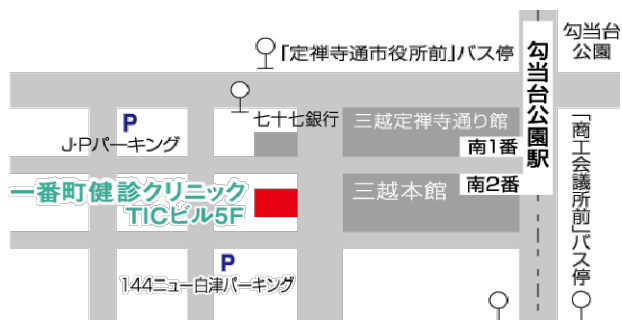 「定禅寺通市役所前」バス停
勾当台
公園
勾当台公園駅
P
J・Pパーキング
七十七銀行
三越定禅寺通り館
南1番
「商工会議所前」バス停
一番町健診クリニック
TICビル5F
三越本館
南2番
P
144ニュー白津パーキング